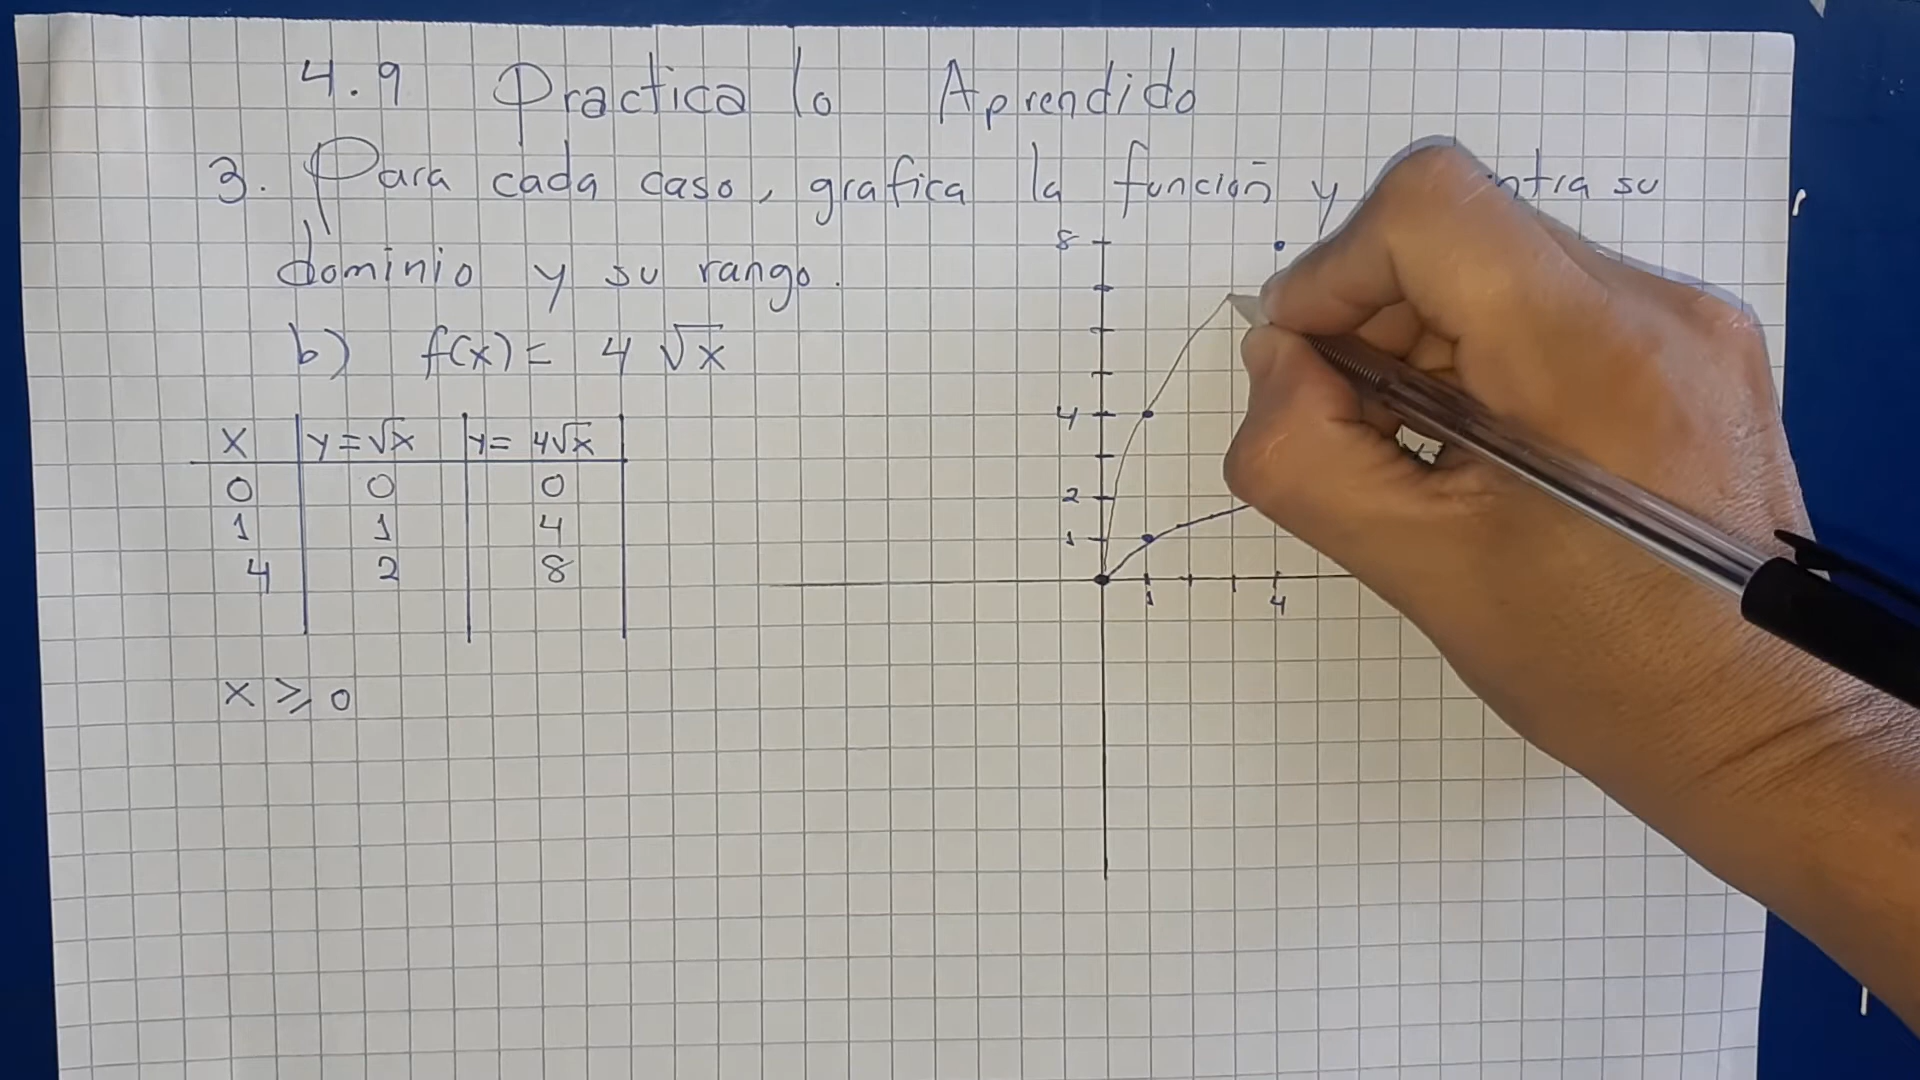 4.9 Practica lo Aprendido
3. Para cada caso, grafica la función y su
dominio y su rango.
b) f(x) = 4 √x
x y = √x y = 4√x
0 0 0
1 1 4
4 2 8
x ⩾ 0
8
4
2
1
1 4